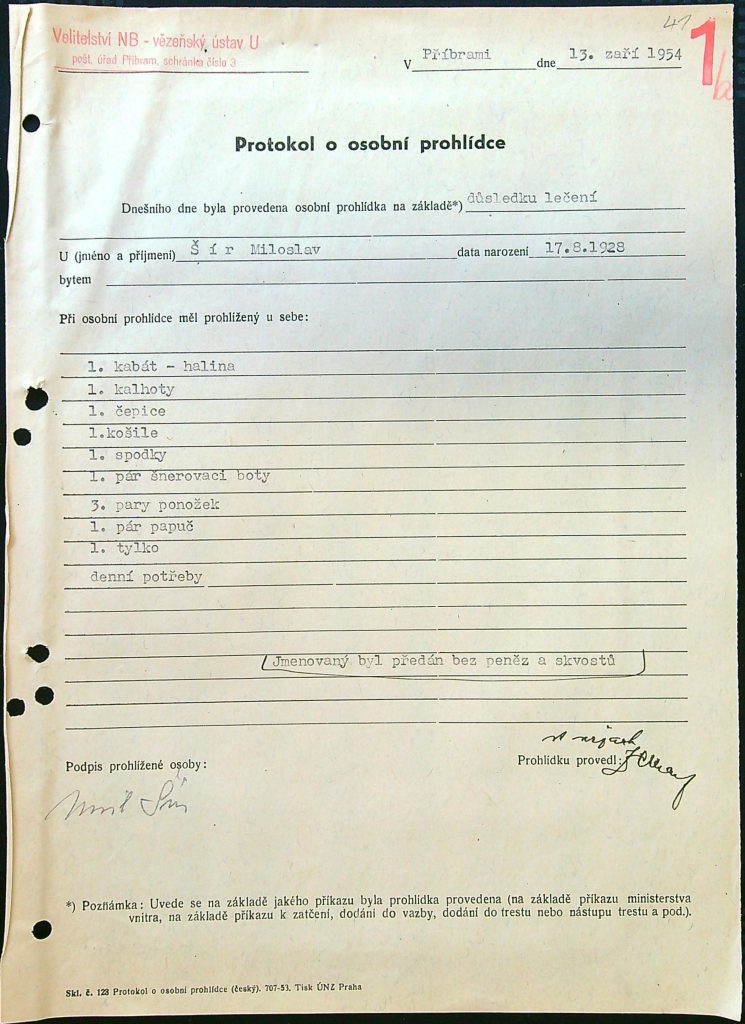 41
1
Velitelství NB - vězeňský ústav U
pošt. úřad Příbram, schránka číslo 3
V Příbrami dne 13. září 1954
Protokol o osobní prohlídce
Dnešního dne byla provedena osobní prohlídka na základě*) důsledku lečení
U (jméno a příjmení) Š í r Miloslav data narození 17.8.1928
bytem
Při osobní prohlídce měl prohlížený u sebe:
1. kabát - halina
1. kalhoty
1. čepice
1.košile
1. spodky
1. pár šnerovaci boty
3. pary ponožek
1. pár papuč
1. tylko
denní potřeby
Jmenovaný byl předán bez peněz a skvostů
Podpis prohlížené osoby:
Prohlídku provedl:
Šír
*) Poznámka: Uvede se na základě jakého příkazu byla prohlídka provedena (na základě příkazu ministerstva
vnitra, na základě příkazu k zatčení, dodání do vazby, dodání do trestu nebo nástupu trestu a pod.).
Skl. č. 123 Protokol o osobní prohlídce (český). 707-53. Tisk ÚNZ Praha